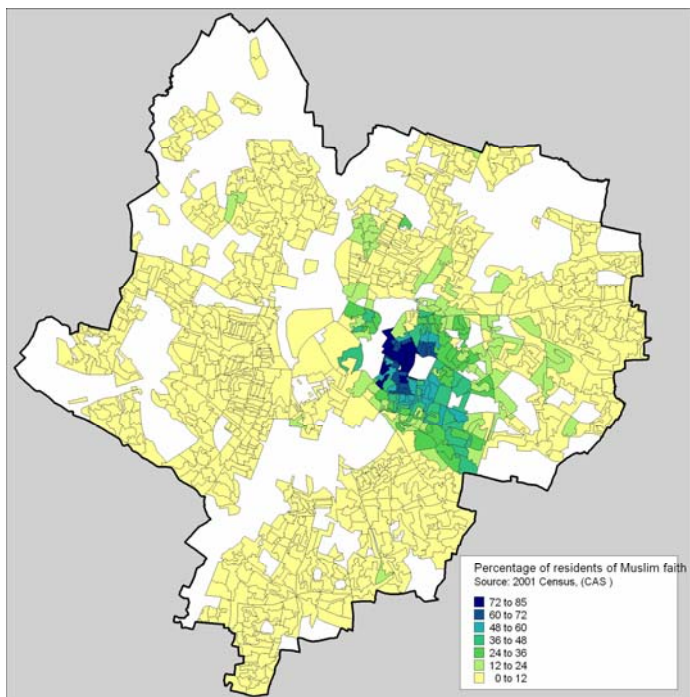 Percentage of residents of Muslim faith
Source: 2001 Census, (CAS )
72 to 85
60 to 72
48 to 60
36 to 48
24 to 36
12 to 24
0 to 12